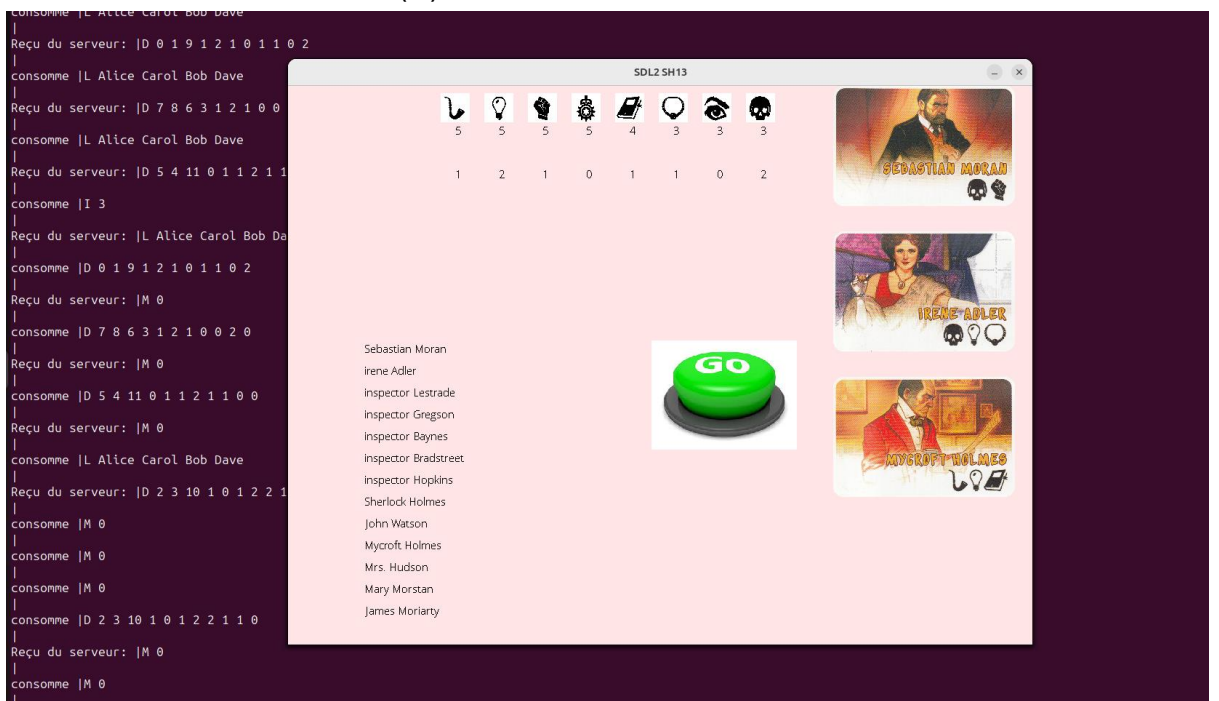 consomme |L Alice Carol Bob Dave
|
Reçu du serveur: |D 0 1 9 1 2 1 0 1 1 0 2
|
consomme |L Alice Carol Bob Dave
|
Reçu du serveur: |D 7 8 6 3 1 2 1 0 0
|
consomme |L Alice Carol Bob Dave
|
Reçu du serveur: |D 5 4 11 0 1 1 2 1 1
|
consomme |I 3
|
Reçu du serveur: |L Alice Carol Bob Da
|
consomme |D 0 1 9 1 2 1 0 1 1 0 2
|
Reçu du serveur: |M 0
|
consomme |D 7 8 6 3 1 2 1 0 0 2 0
|
Reçu du serveur: |M 0
|
consomme |D 5 4 11 0 1 1 2 1 1 0 0
|
Reçu du serveur: |M 0
|
consomme |L Alice Carol Bob Dave
|
Reçu du serveur: |D 2 3 10 1 0 1 2 2 1
|
consomme |M 0
|
consomme |M 0
|
consomme |M 0
|
consomme |D 2 3 10 1 0 1 2 2 1 1 0
|
Reçu du serveur: |M 0
|
consomme |M 0
|
SDL2 SH13
5 5 5 5 4 3 3 3
1 2 1 0 1 1 0 2
Sebastian Moran
irene Adler
inspector Lestrade
inspector Gregson
inspector Baynes
inspector Bradstreet
inspector Hopkins
Sherlock Holmes
John Watson
Mycroft Holmes
Mrs. Hudson
Mary Morstan
James Moriarty
GO
SEBASTIAN MORAN
IRENE ADLER
MYCROFT HOLMES